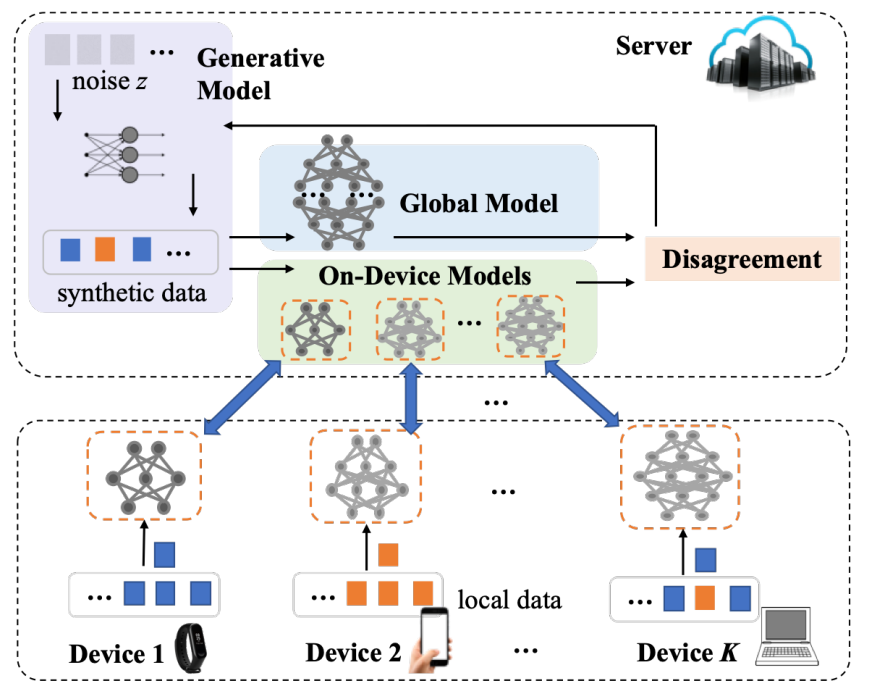 Server
Generative
Model
...
noise z
Global Model
...
...
Disagreement
...
synthetic data
On-Device Models
...
...
...
...
...
...
local data
Device 1
Device 2
...
Device K